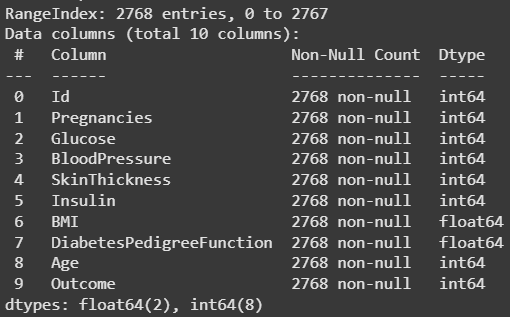 RangeIndex: 2768 entries, 0 to 2767
Data columns (total 10 columns):
 #   Column                    Non-Null Count  Dtype
---  ------                    --------------  -----
 0   Id                        2768 non-null   int64
 1   Pregnancies               2768 non-null   int64
 2   Glucose                   2768 non-null   int64
 3   BloodPressure             2768 non-null   int64
 4   SkinThickness             2768 non-null   int64
 5   Insulin                   2768 non-null   int64
 6   BMI                       2768 non-null   float64
 7   DiabetesPedigreeFunction  2768 non-null   float64
 8   Age                       2768 non-null   int64
 9   Outcome                   2768 non-null   int64
dtypes: float64(2), int64(8)